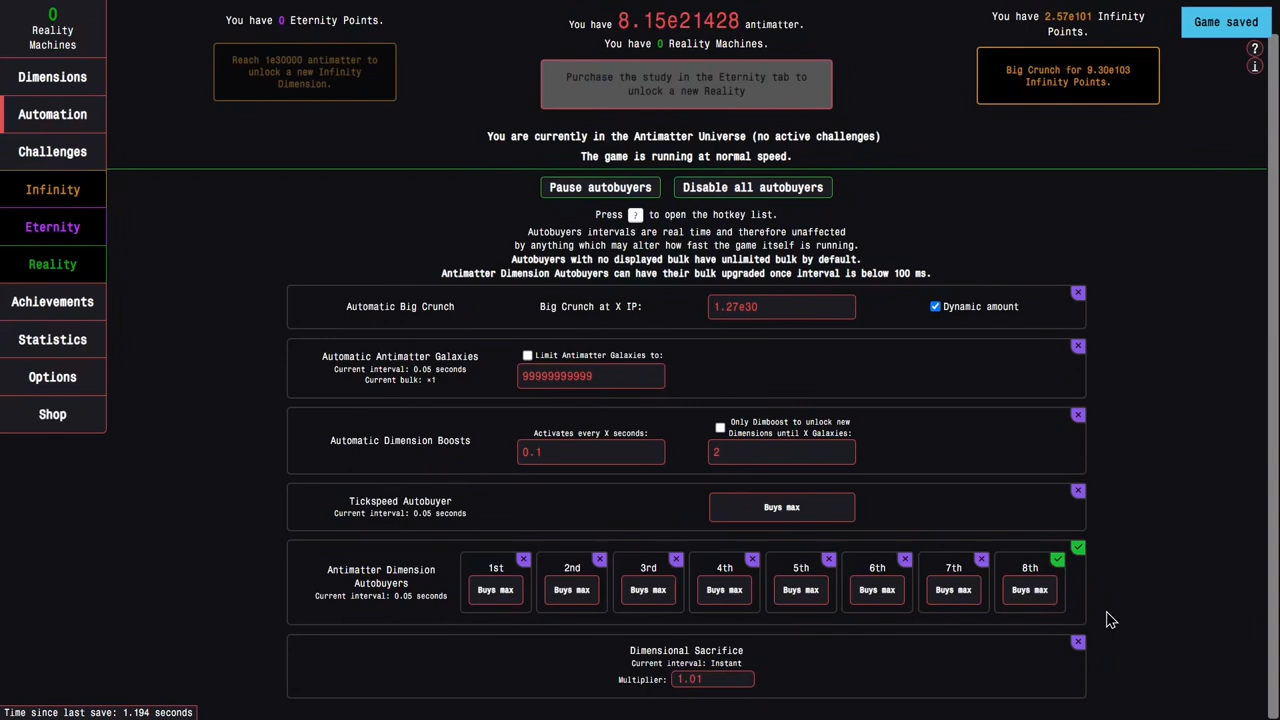 0
Reality
Machines
Dimensions
Automation
Challenges
Infinity
Eternity
Reality
Achievements
Statistics
Options
Shop
You have 0 Eternity Points.
Reach 1e30000 antimatter to
unlock a new Infinity
Dimension.
You have 8.15e21428 antimatter.
You have 0 Reality Machines.
Purchase the study in the Eternity tab to
unlock a new Reality
You have 2.57e101 Infinity
Points.
Big Crunch for 9.30e103
Infinity Points.
Game saved
?
i
You are currently in the Antimatter Universe (no active challenges)
The game is running at normal speed.
Pause autobuyers
Disable all autobuyers
Press ? to open the hotkey list.
Autobuyers intervals are real time and therefore unaffected
by anything which may alter how fast the game itself is running.
Autobuyers with no displayed bulk have unlimited bulk by default.
Antimatter Dimension Autobuyers can have their bulk upgraded once interval is below 100 ms.
Automatic Big Crunch
Big Crunch at X IP:
1.27e30
Dynamic amount
Automatic Antimatter Galaxies
Current interval: 0.05 seconds
Current bulk: ×1
Limit Antimatter Galaxies to:
99999999999
Automatic Dimension Boosts
Activates every X seconds:
0.1
Only Dimboost to unlock new
Dimensions until X Galaxies:
2
Tickspeed Autobuyer
Current interval: 0.05 seconds
Buys max
Antimatter Dimension
Autobuyers
Current interval: 0.05 seconds
1st
Buys max
2nd
Buys max
3rd
Buys max
4th
Buys max
5th
Buys max
6th
Buys max
7th
Buys max
8th
Buys max
Dimensional Sacrifice
Current interval: Instant
Multiplier: 1.01
Time since last save: 1.194 seconds